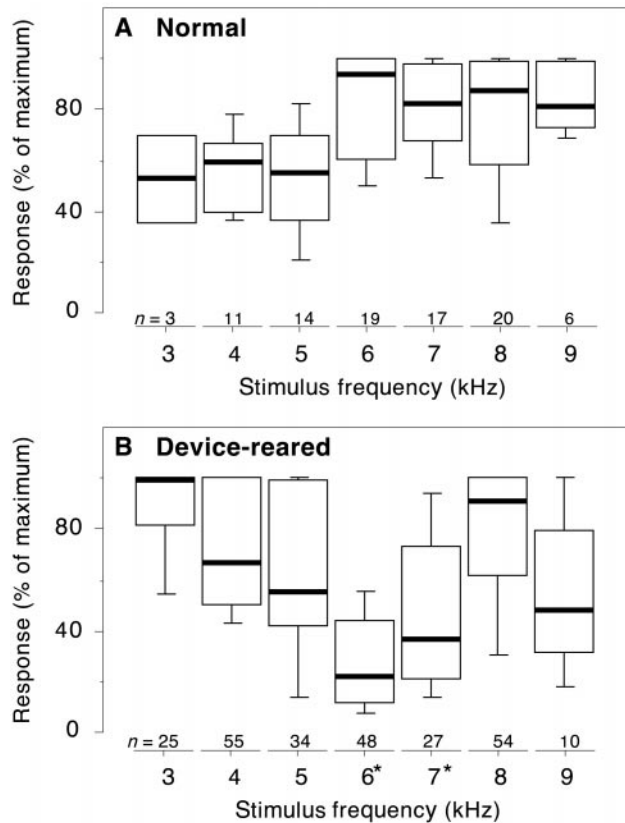 A Normal
Response (% of maximum)
80
40
0
n = 3 11 14 19 17 20 6
3 4 5 6 7 8 9
Stimulus frequency (kHz)
B Device-reared
Response (% of maximum)
80
40
0
n = 25 55 34 48 27 54 10
3 4 5 6* 7* 8 9
Stimulus frequency (kHz)